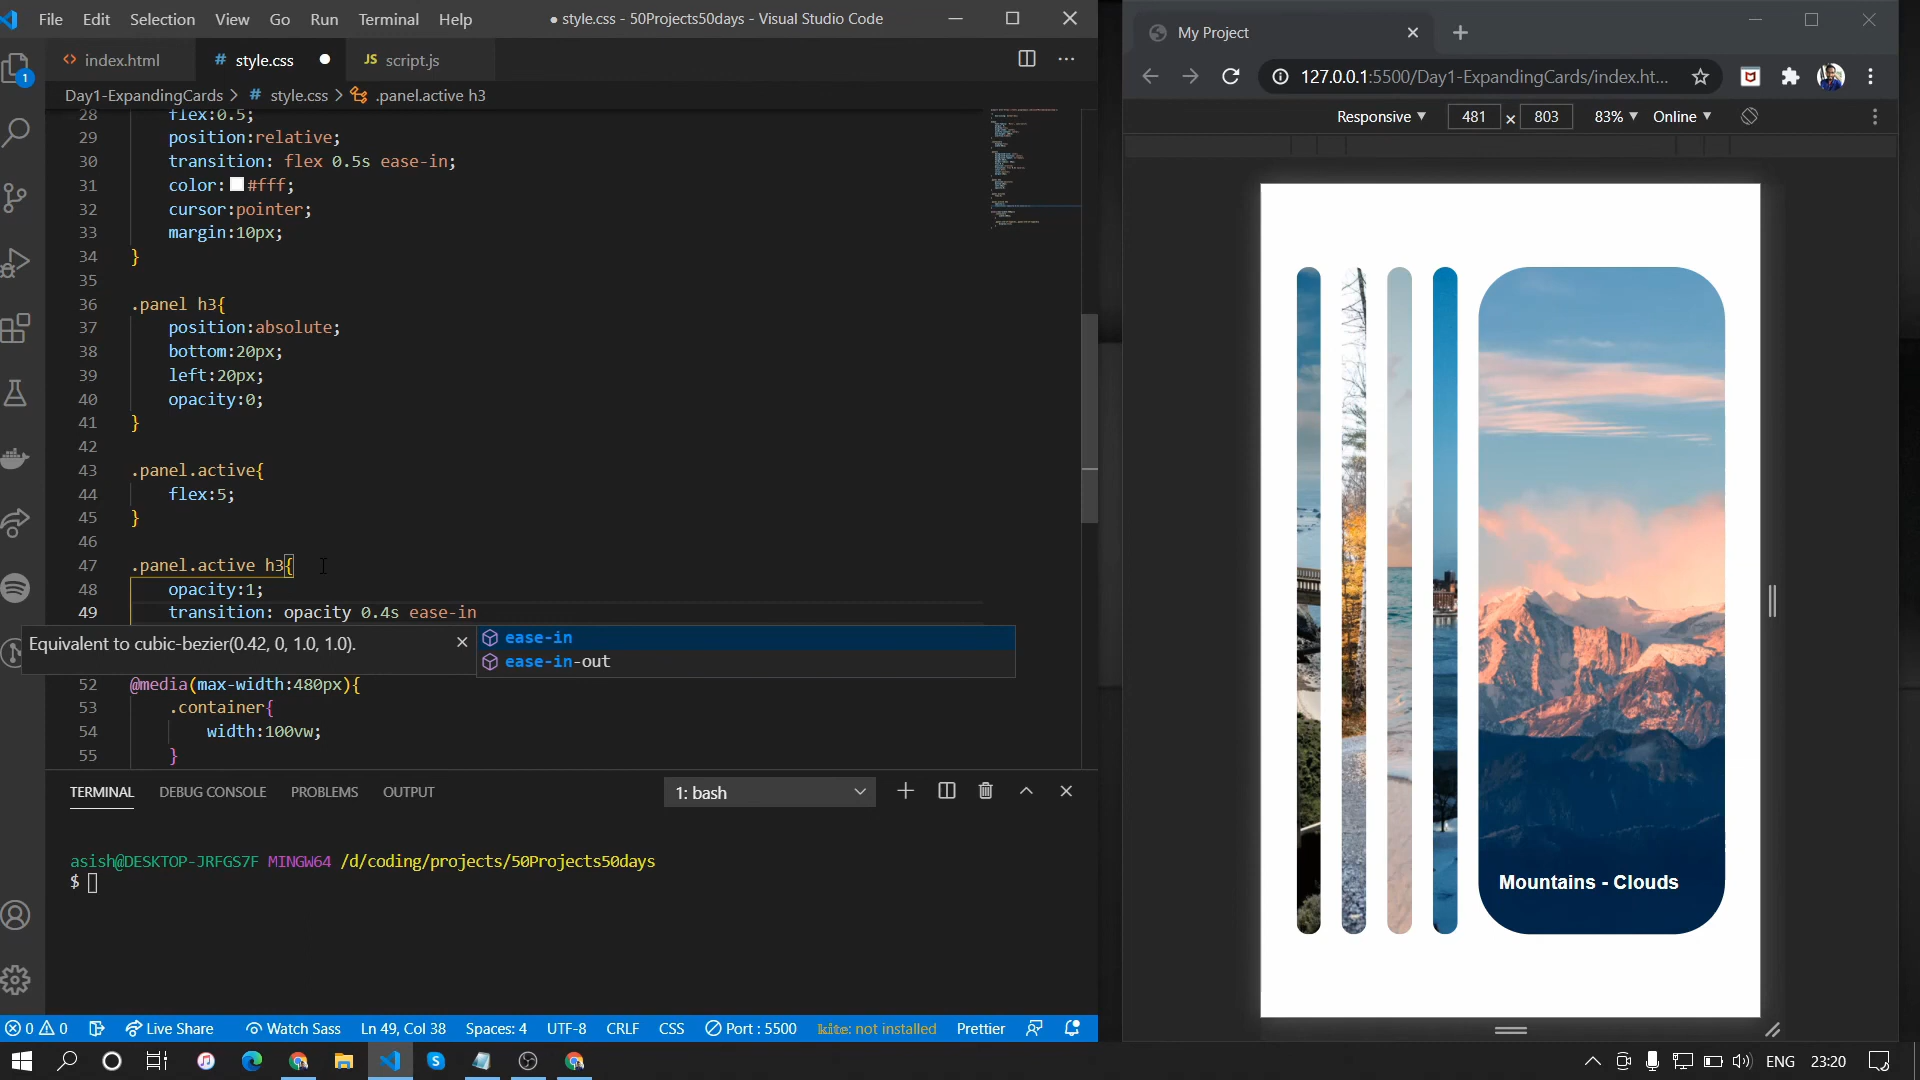 File Edit Selection View Go Run Terminal Help
● style.css - 50Projects50days - Visual Studio Code
index.html
# style.css ●
JS script.js
Day1-ExpandingCards > # style.css > .panel.active h3
28 flex:0.5;
29 position:relative;
30 transition: flex 0.5s ease-in;
31 color:#fff;
32 cursor:pointer;
33 margin:10px;
34 }
35
36 .panel h3{
37 position:absolute;
38 bottom:20px;
39 left:20px;
40 opacity:0;
41 }
42
43 .panel.active{
44 flex:5;
45 }
46
47 .panel.active h3{
48 opacity:1;
49 transition: opacity 0.4s ease-in
Equivalent to cubic-bezier(0.42, 0, 1.0, 1.0).
ease-in
ease-in-out
52 @media(max-width:480px){
53 .container{
54 width:100vw;
55 }
TERMINAL DEBUG CONSOLE PROBLEMS OUTPUT
1: bash
asish@DESKTOP-JRFGS7F MINGW64 /d/coding/projects/50Projects50days
$
0 0 Live Share Watch Sass Ln 49, Col 38 Spaces: 4 UTF-8 CRLF CSS Port : 5500 kite: not installed Prettier
1
My Project
127.0.0.1:5500/Day1-ExpandingCards/index.ht...
Responsive ▼ 481 × 803 83% ▼ Online ▼
Mountains - Clouds
ENG 23:20